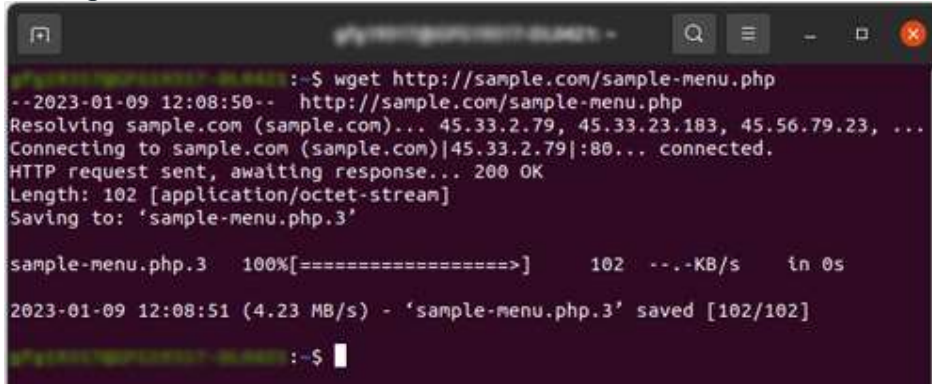 :~$ wget http://sample.com/sample-menu.php
--2023-01-09 12:08:50--  http://sample.com/sample-menu.php
Resolving sample.com (sample.com)... 45.33.2.79, 45.33.23.183, 45.56.79.23, ...
Connecting to sample.com (sample.com)|45.33.2.79|:80... connected.
HTTP request sent, awaiting response... 200 OK
Length: 102 [application/octet-stream]
Saving to: ‘sample-menu.php.3’
sample-menu.php.3   100%[==================>]     102  --.-KB/s    in 0s
2023-01-09 12:08:51 (4.23 MB/s) - ‘sample-menu.php.3’ saved [102/102]
:~$